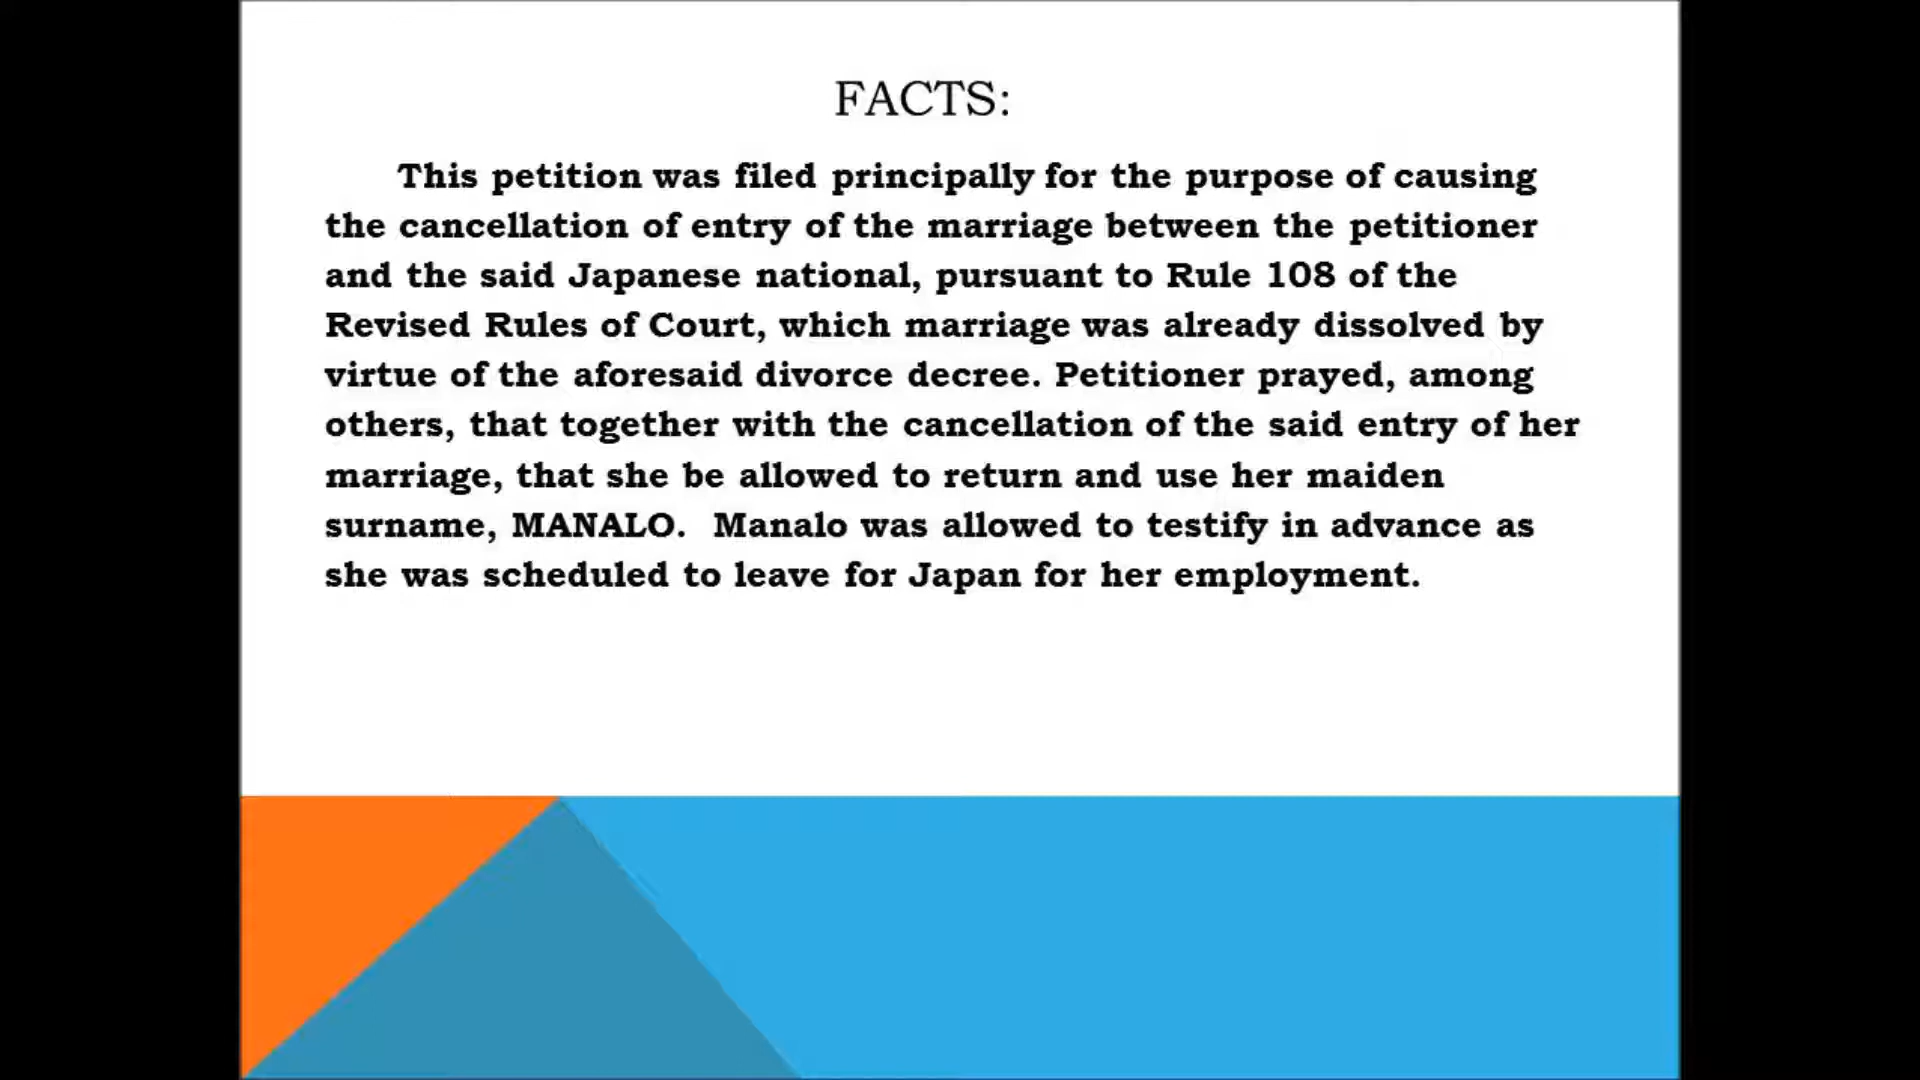 FACTS:
This petition was filed principally for the purpose of causing
the cancellation of entry of the marriage between the petitioner
and the said Japanese national, pursuant to Rule 108 of the
Revised Rules of Court, which marriage was already dissolved by
virtue of the aforesaid divorce decree. Petitioner prayed, among
others, that together with the cancellation of the said entry of her
marriage, that she be allowed to return and use her maiden
surname, MANALO.  Manalo was allowed to testify in advance as
she was scheduled to leave for Japan for her employment.